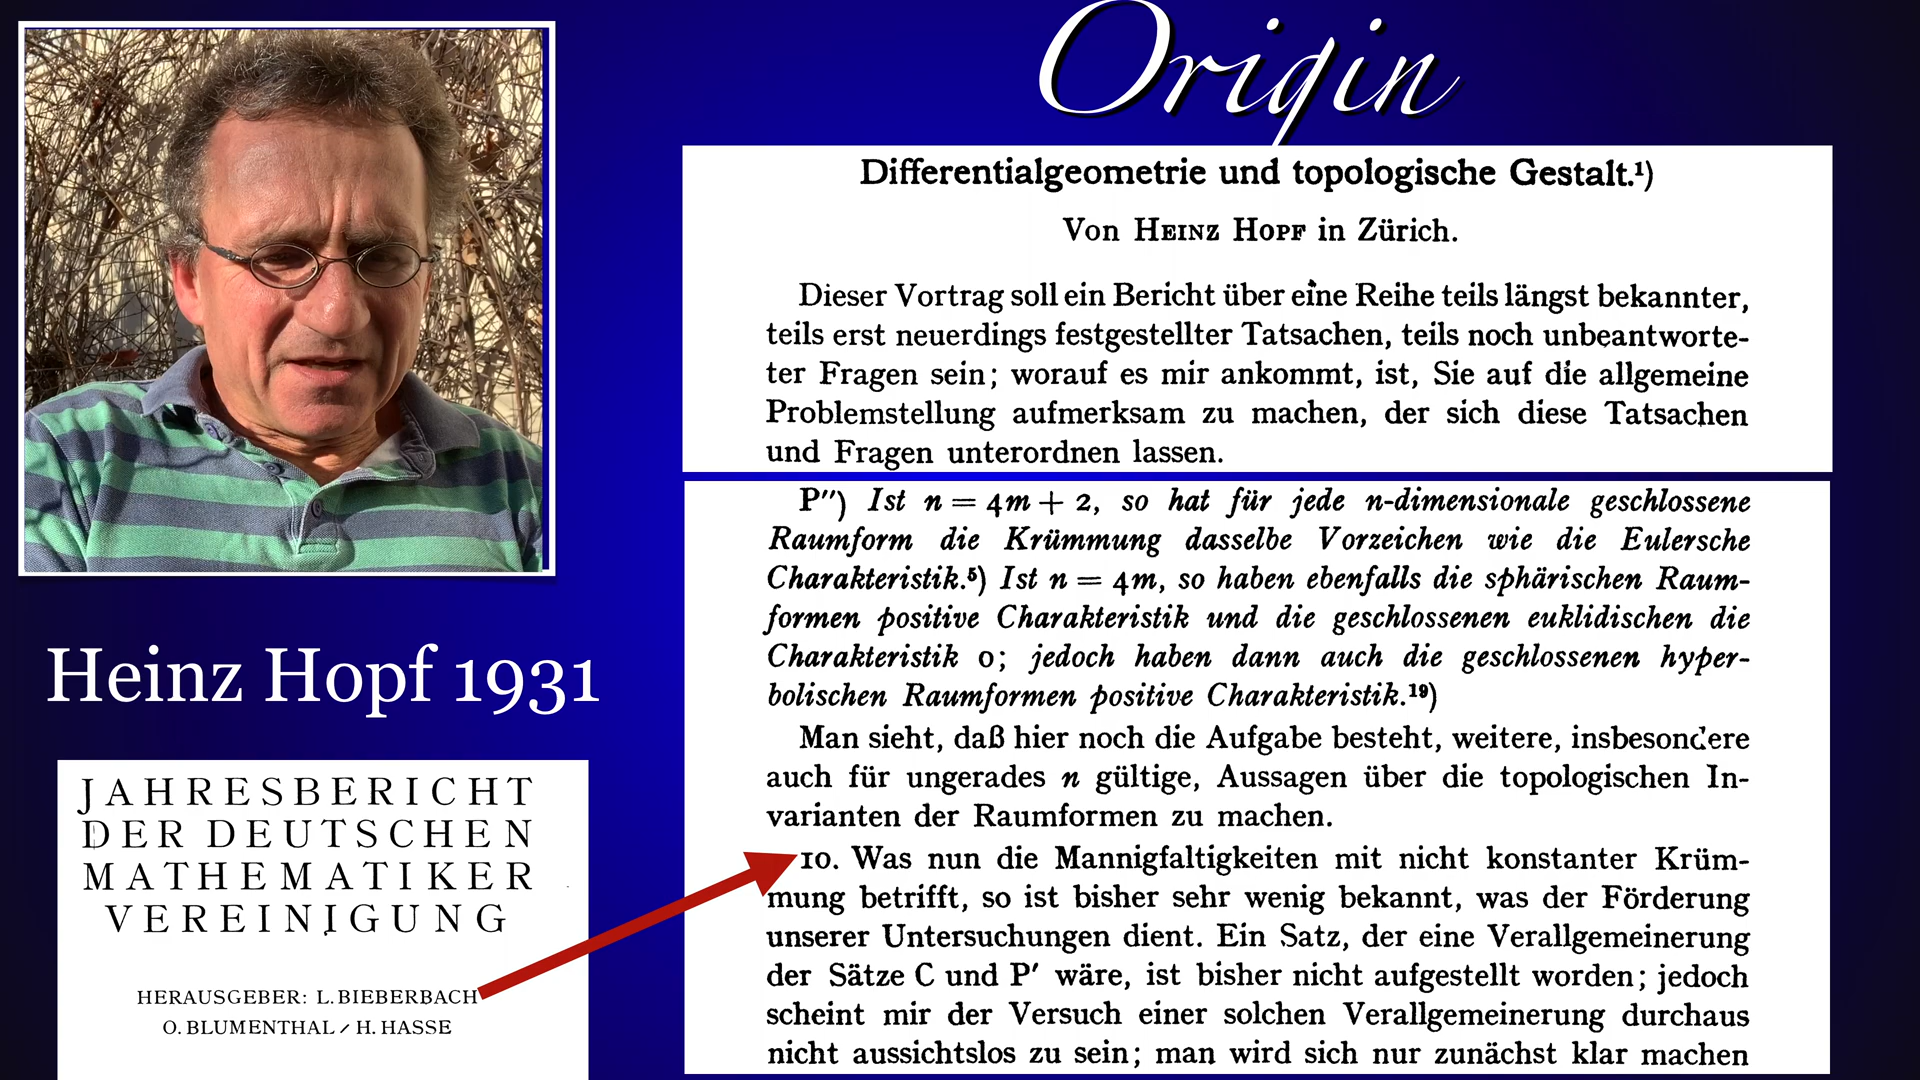 Origin
Differentialgeometrie und topologische Gestalt.¹)
Von HEINZ HOPF in Zürich.
Dieser Vortrag soll ein Bericht über eine Reihe teils längst bekannter,
teils erst neuerdings festgestellter Tatsachen, teils noch unbeantworte-
ter Fragen sein; worauf es mir ankommt, ist, Sie auf die allgemeine
Problemstellung aufmerksam zu machen, der sich diese Tatsachen
und Fragen unterordnen lassen.
P″) Ist n = 4m + 2, so hat für jede n-dimensionale geschlossene
Raumform die Krümmung dasselbe Vorzeichen wie die Eulersche
Charakteristik.⁵) Ist n = 4m, so haben ebenfalls die sphärischen Raum-
formen positive Charakteristik und die geschlossenen euklidischen die
Charakteristik 0; jedoch haben dann auch die geschlossenen hyper-
bolischen Raumformen positive Charakteristik.¹⁹)
Man sieht, daß hier noch die Aufgabe besteht, weitere, insbesondere
auch für ungerades n gültige, Aussagen über die topologischen In-
varianten der Raumformen zu machen.
10. Was nun die Mannigfaltigkeiten mit nicht konstanter Krüm-
mung betrifft, so ist bisher sehr wenig bekannt, was der Förderung
unserer Untersuchungen dient. Ein Satz, der eine Verallgemeinerung
der Sätze C und P′ wäre, ist bisher nicht aufgestellt worden; jedoch
scheint mir der Versuch einer solchen Verallgemeinerung durchaus
nicht aussichtslos zu sein; man wird sich nur zunächst klar machen
Heinz Hopf 1931
JAHRESBERICHT
DER DEUTSCHEN
MATHEMATIKER
VEREINIGUNG
HERAUSGEBER: L. BIEBERBACH
O. BLUMENTHAL / H. HASSE